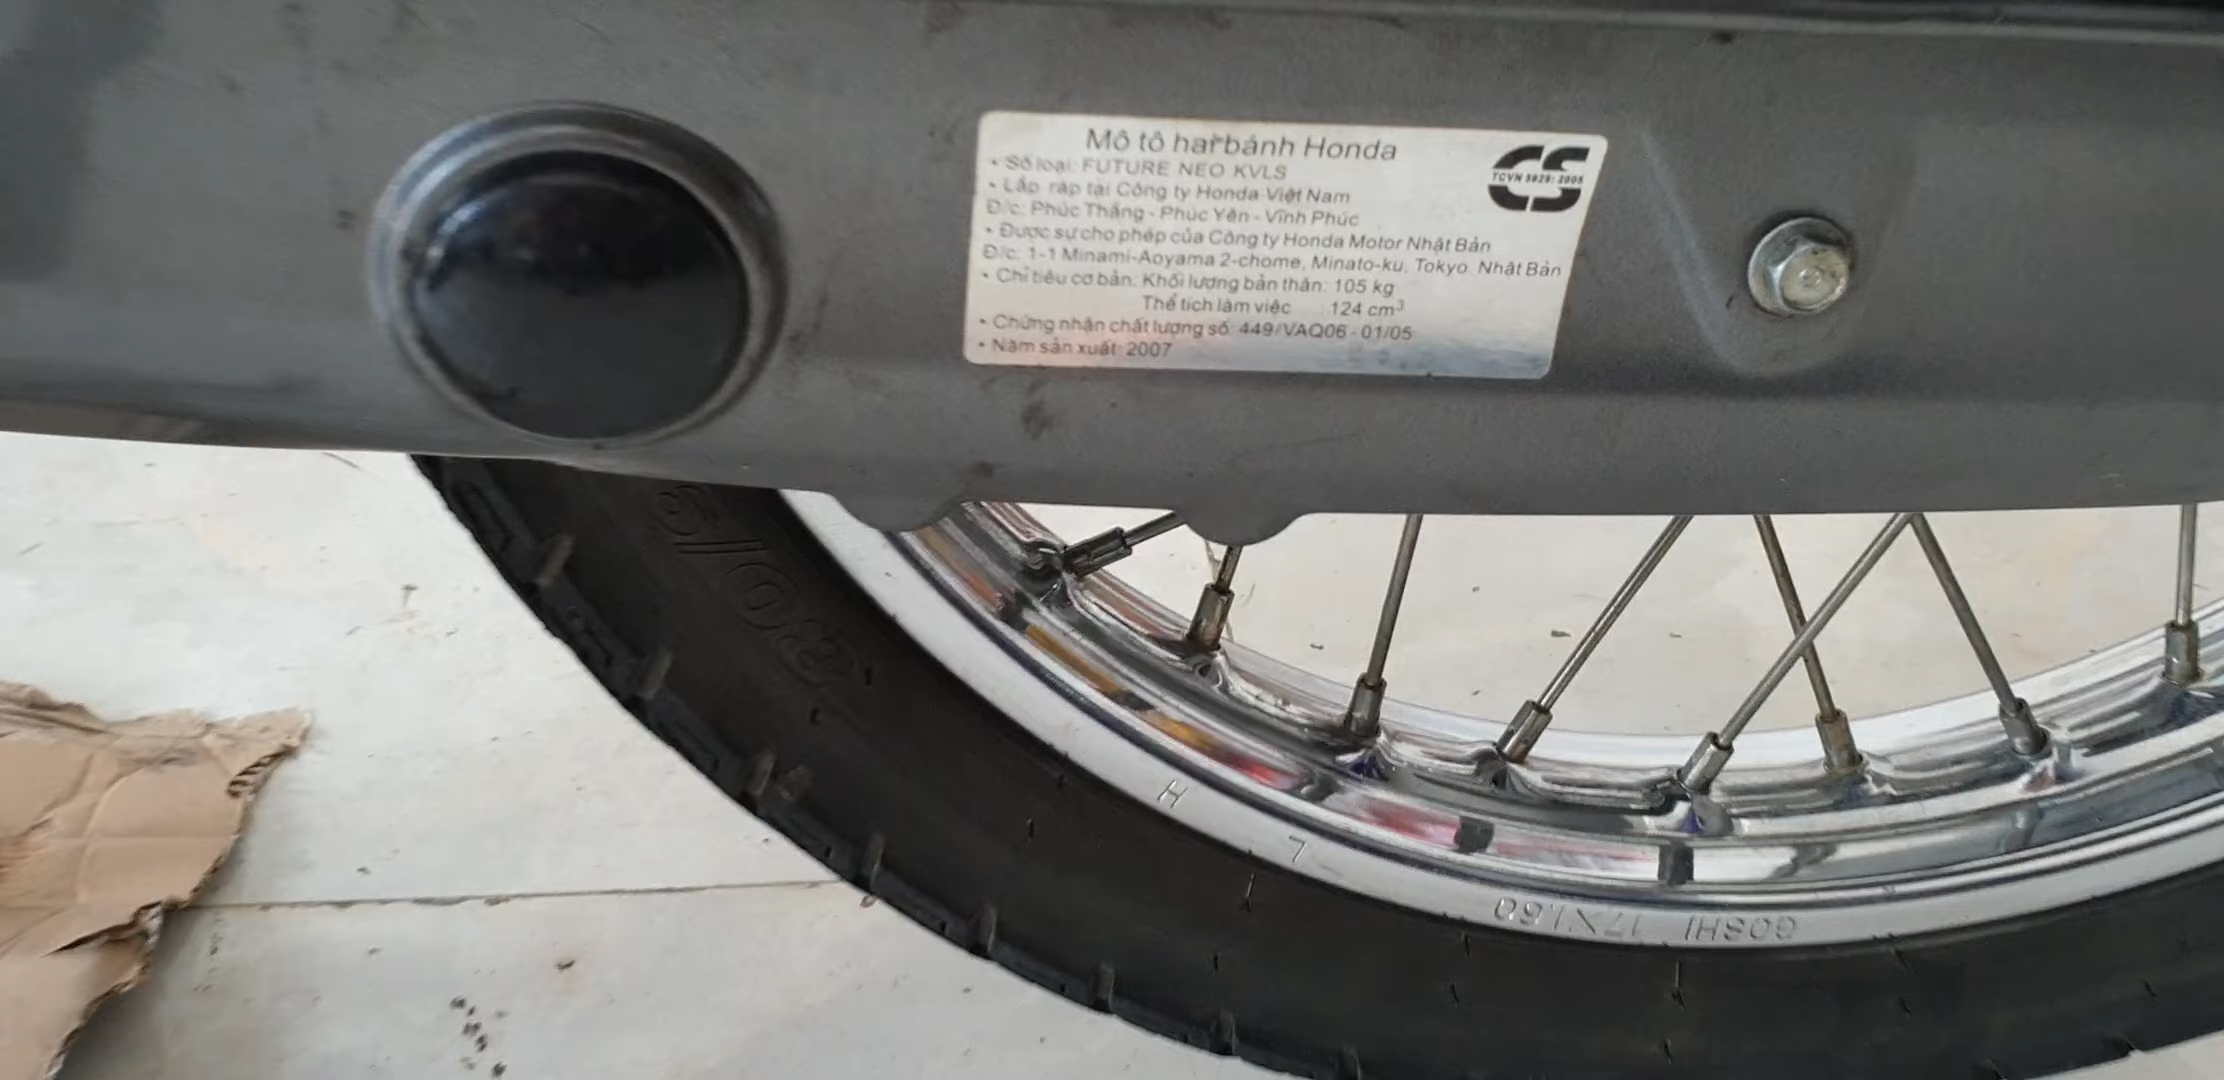 Mô tô hai bánh Honda
• Số loại: FUTURE NEO KVLS
• Lắp ráp tại Công ty Honda Việt Nam
Đ/c: Phúc Thắng - Phúc Yên - Vĩnh Phúc
• Được sự cho phép của Công ty Honda Motor Nhật Bản
Đ/c: 1-1 Minami-Aoyama 2-chome, Minato-ku, Tokyo, Nhật Bản
• Chỉ tiêu cơ bản: Khối lượng bản thân: 105 kg
Thể tích làm việc : 124 cm³
• Chứng nhận chất lượng số: 449/VAQ06 - 01/05
• Năm sản xuất: 2007
CS
TCVN 5929: 2005
/08
H L
GOSHI 17X1.60